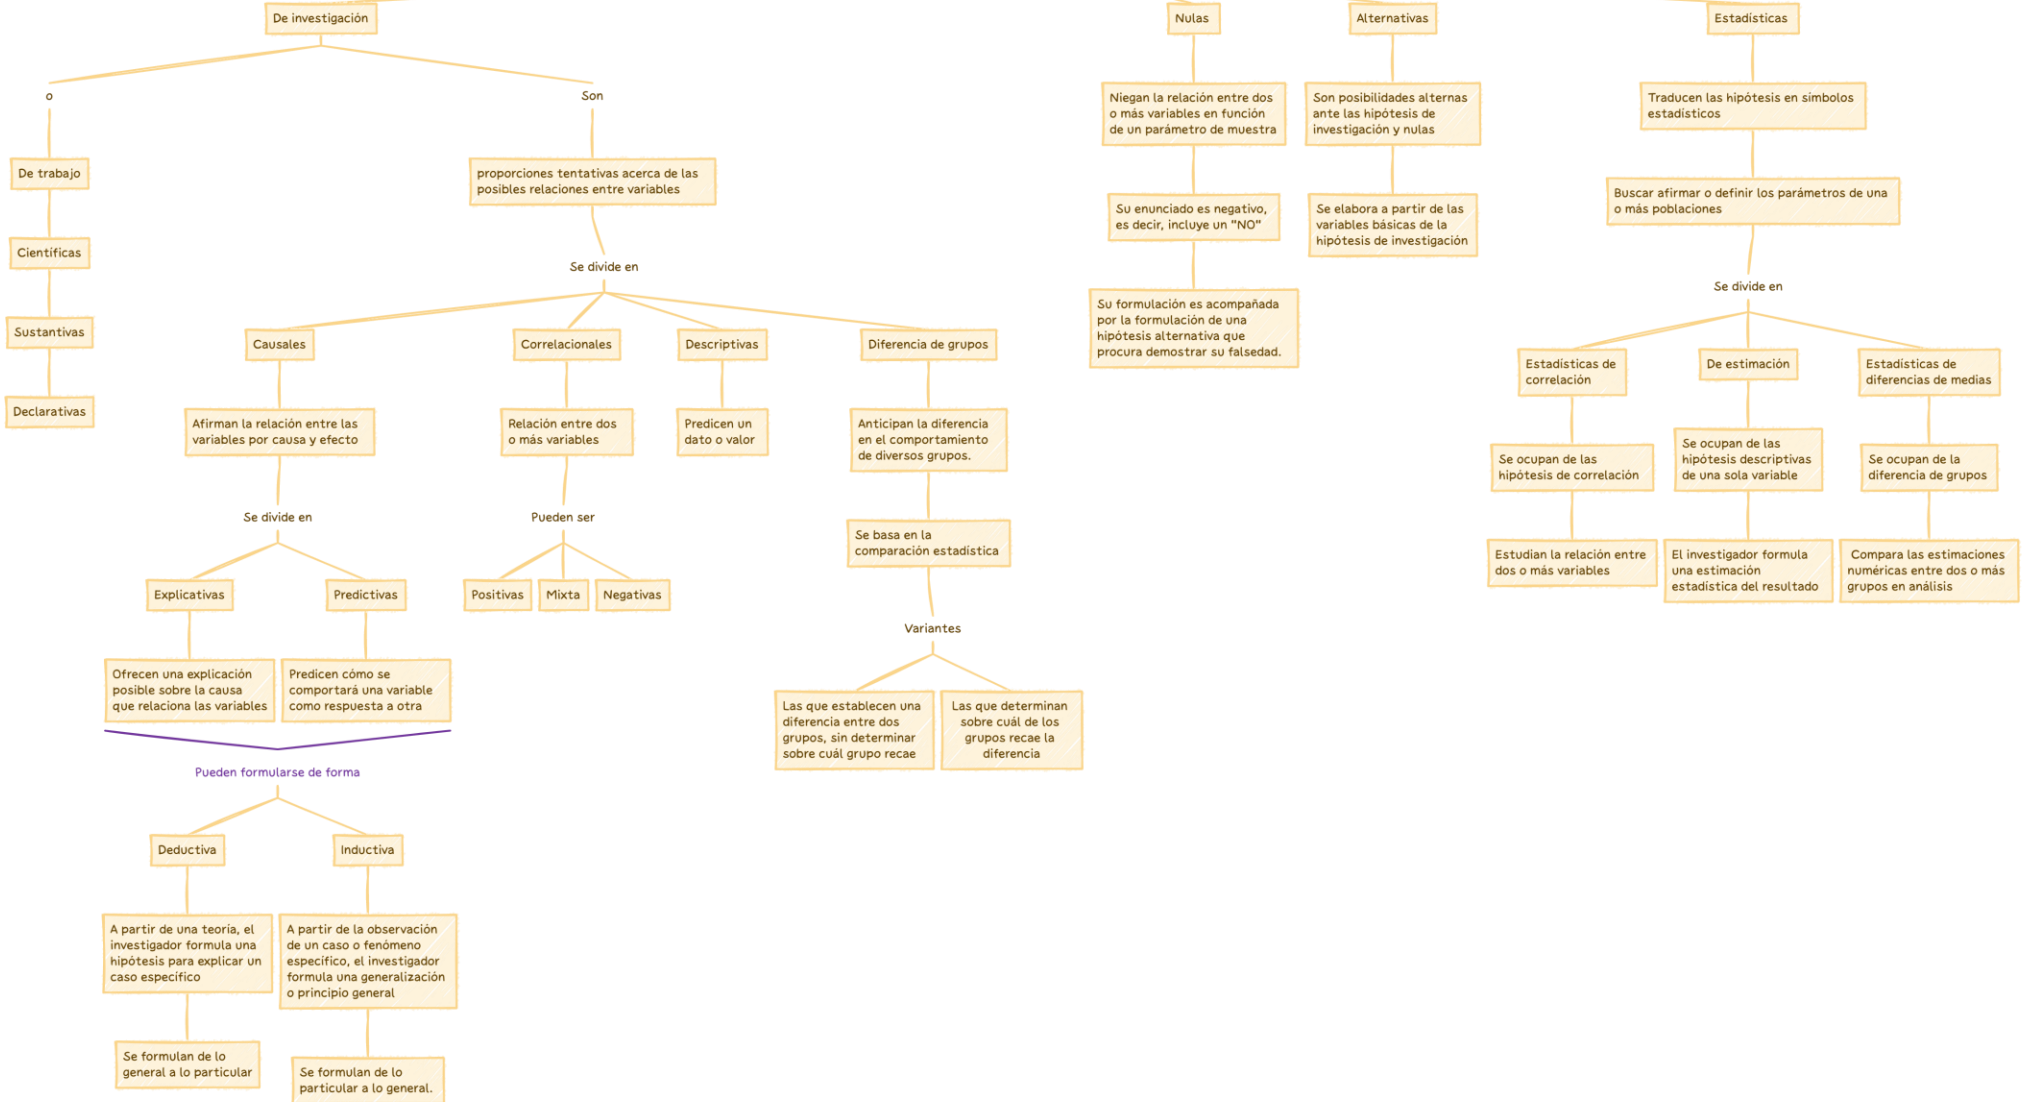 De investigación
Nulas
Alternativas
Estadísticas
o
Son
De trabajo
Científicas
Sustantivas
Declarativas
proporciones tentativas acerca de las
posibles relaciones entre variables
Se divide en
Causales
Correlacionales
Descriptivas
Diferencia de grupos
Afirman la relación entre las
variables por causa y efecto
Se divide en
Explicativas
Predictivas
Ofrecen una explicación
posible sobre la causa
que relaciona las variables
Predicen cómo se
comportará una variable
como respuesta a otra
Pueden formularse de forma
Deductiva
Inductiva
A partir de una teoría, el
investigador formula una
hipótesis para explicar un
caso específico
Se formulan de lo
general a lo particular
A partir de la observación
de un caso o fenómeno
específico, el investigador
formula una generalización
o principio general
Se formulan de lo
particular a lo general.
Relación entre dos
o más variables
Pueden ser
Positivas
Mixta
Negativas
Predicen un
dato o valor
Anticipan la diferencia
en el comportamiento
de diversos grupos.
Se basa en la
comparación estadística
Variantes
Las que establecen una
diferencia entre dos
grupos, sin determinar
sobre cuál grupo recae
Las que determinan
sobre cuál de los
grupos recae la
diferencia
Niegan la relación entre dos
o más variables en función
de un parámetro de muestra
Su enunciado es negativo,
es decir, incluye un "NO"
Su formulación es acompañada
por la formulación de una
hipótesis alternativa que
procura demostrar su falsedad.
Son posibilidades alternas
ante las hipótesis de
investigación y nulas
Se elabora a partir de las
variables básicas de la
hipótesis de investigación
Traducen las hipótesis en símbolos
estadísticos
Buscar afirmar o definir los parámetros de una
o más poblaciones
Se divide en
Estadísticas de
correlación
Se ocupan de las
hipótesis de correlación
Estudian la relación entre
dos o más variables
De estimación
Se ocupan de las
hipótesis descriptivas
de una sola variable
El investigador formula
una estimación
estadística del resultado
Estadísticas de
diferencias de medias
Se ocupan de la
diferencia de grupos
Compara las estimaciones
numéricas entre dos o más
grupos en análisis